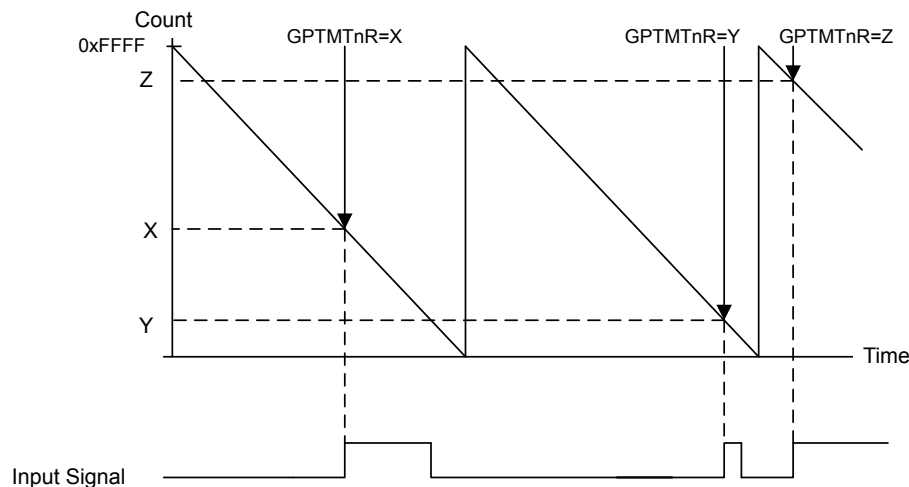 Count
0xFFFF
GPTMTnR=X
GPTMTnR=Y
GPTMTnR=Z
Z
X
Y
Time
Input Signal